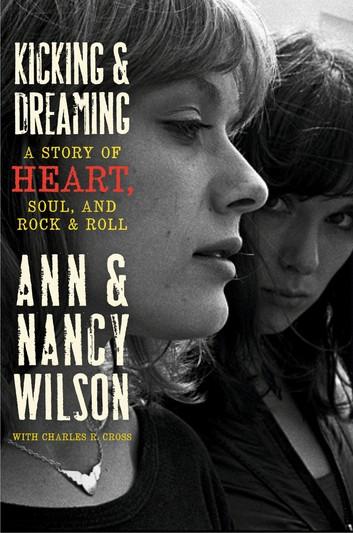 KICKING &
DREAMING
A STORY OF
HEART,
SOUL, AND
ROCK & ROLL
ANN &
NANCY
WILSON
WITH CHARLES R. CROSS